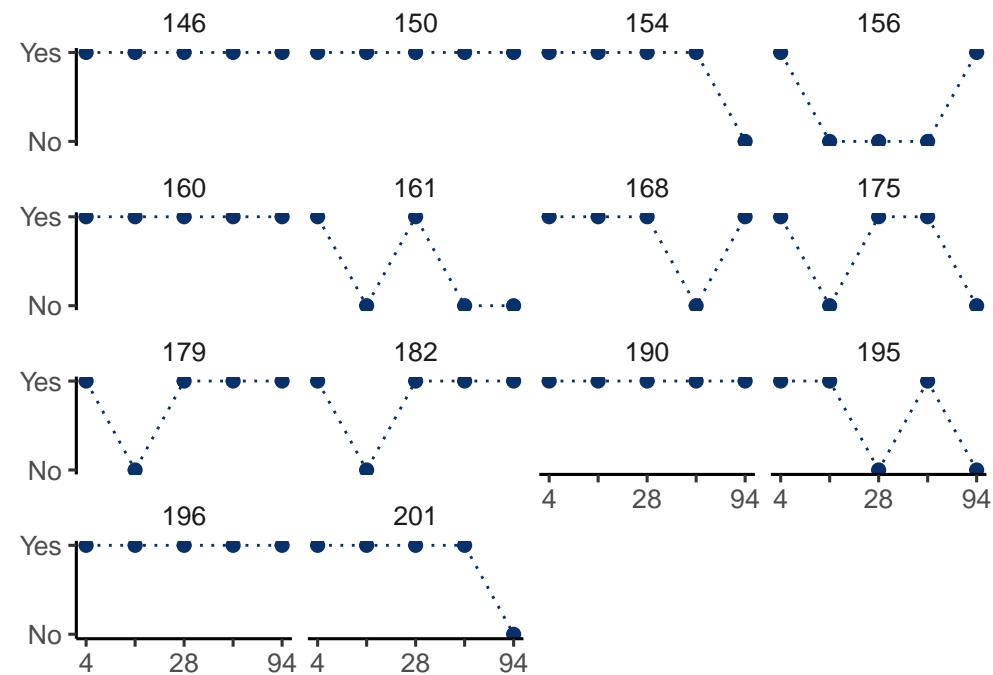 146 150 154 156
Yes
No
160 161 168 175
Yes
No
179 182 190 195
Yes
No
4 28 94 4 28 94
196 201
Yes
No
4 28 94 4 28 94